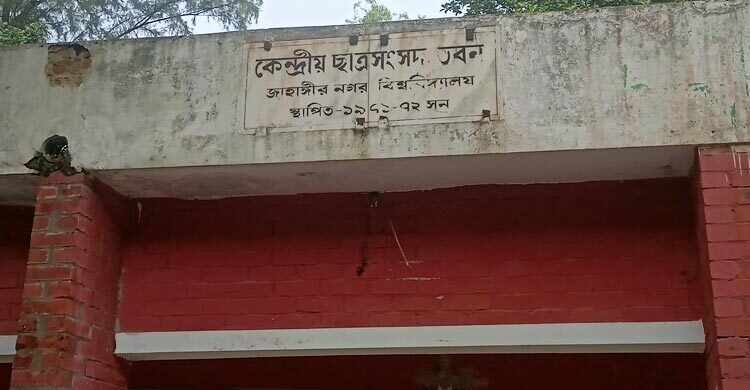 কেন্দ্রীয় ছাত্রসংসদ ভবন
জাহাঙ্গীর নগর বিশ্ববিদ্যালয়
স্থাপিত-১৯৭১-৭২ সন